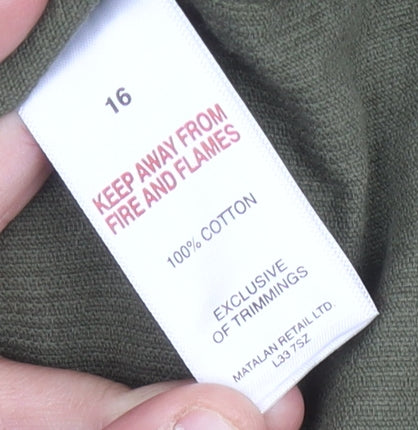 16
KEEP AWAY FROM
FIRE AND FLAMES
100% COTTON
EXCLUSIVE
OF TRIMMINGS
MATALAN RETAIL LTD.
L33 7SZ